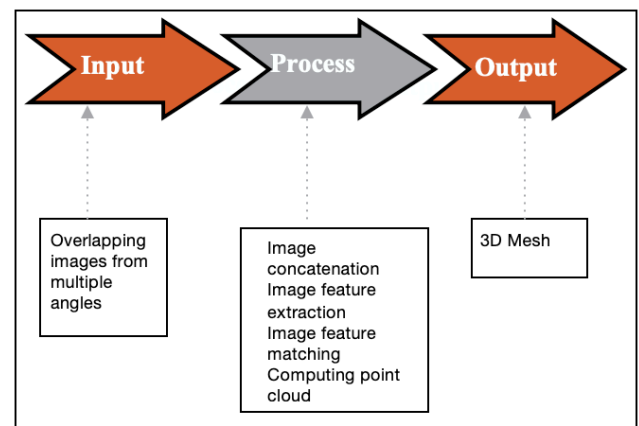 Input
Process
Output
Overlapping
images from
multiple
angles
Image
concatenation
Image feature
extraction
Image feature
matching
Computing point
cloud
3D Mesh